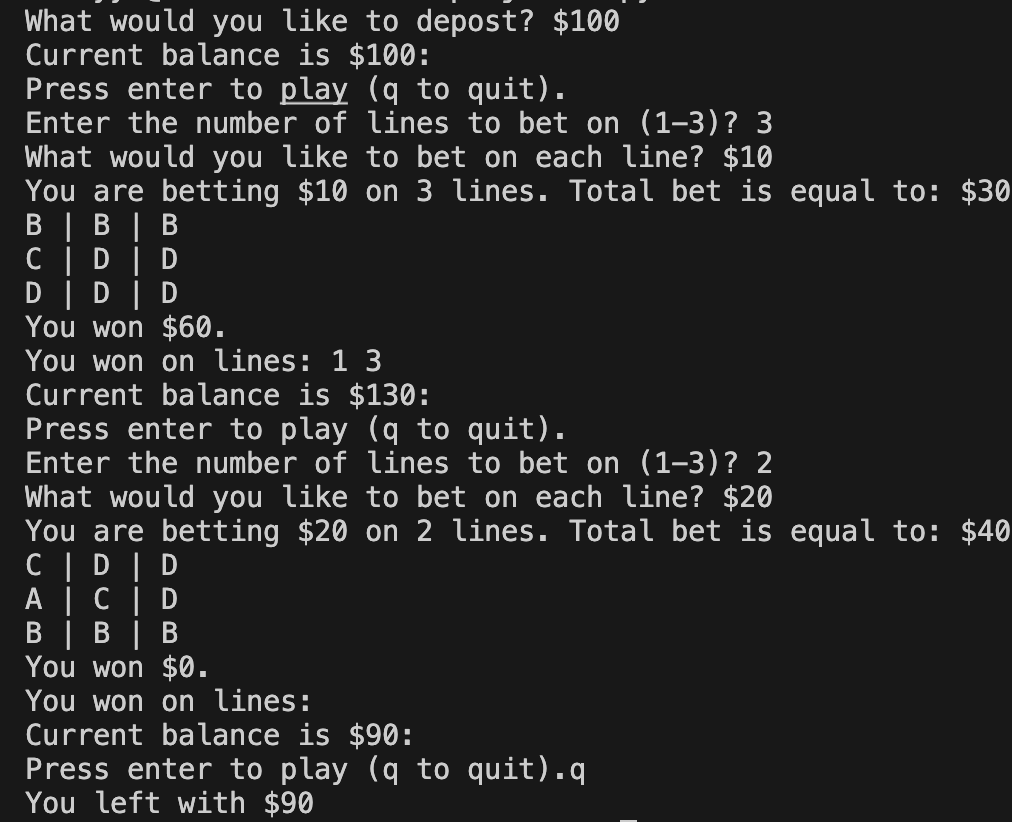 What would you like to depost? $100
Current balance is $100:
Press enter to play (q to quit).
Enter the number of lines to bet on (1–3)? 3
What would you like to bet on each line? $10
You are betting $10 on 3 lines. Total bet is equal to: $30
B | B | B
C | D | D
D | D | D
You won $60.
You won on lines: 1 3
Current balance is $130:
Press enter to play (q to quit).
Enter the number of lines to bet on (1–3)? 2
What would you like to bet on each line? $20
You are betting $20 on 2 lines. Total bet is equal to: $40
C | D | D
A | C | D
B | B | B
You won $0.
You won on lines:
Current balance is $90:
Press enter to play (q to quit).q
You left with $90